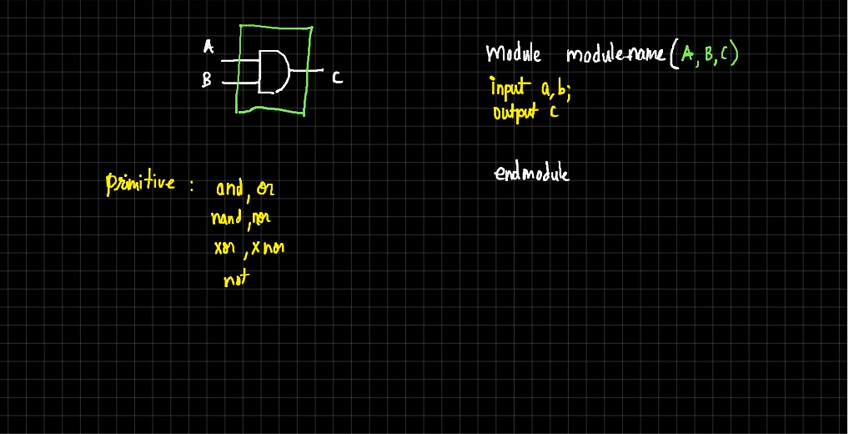 A
B
C
Module modulename(A, B, C)
input a, b;
output c
endmodule
primitive : and, or
nand, nor
xor, xnor
not